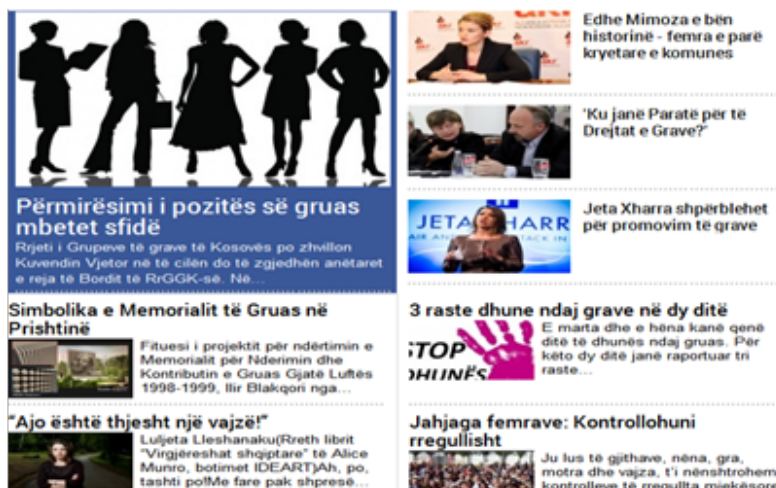 Përmirësimi i pozitës së gruas
mbetet sfidë
Rrjeti i Grupeve të grave të Kosovës po zhvillon
Kuvendin Vjetor në të cilën do të zgjedhën anëtaret
e reja të Bordit të RrGGK-së. Në...
Simbolika e Memorialit të Gruas në
Prishtinë
Fituesi i projektit për ndërtimin e
Memorialit për Nderimin dhe
Kontributin e Gruas Gjatë Luftës
1998-1999, Ilir Blakqori nga...
"Ajo është thjesht një vajzë!"
Luljeta Lleshanaku(Rreth librit
"Virgjëreshat shqiptare" të Alice
Munro, botimet IDEART)Ah, po,
tashti po!Me fare pak shpresë...
Edhe Mimoza e bën
historinë - femra e parë
kryetare e komunes
'Ku janë Paratë për të
Drejtat e Grave?'
JETA XHARR
Jeta Xharra shpërblehet
për promovim të grave
3 raste dhune ndaj grave në dy ditë
STOP
DHUNËS
E marta dhe e hëna kanë qenë
ditë të dhunës ndaj gruas. Për
këto dy ditë janë raportuar tri
raste...
Jahjaga femrave: Kontrollohuni
rregullisht
Ju lus të gjithave, nëna, gra,
motra dhe vajza, t'i nënshtrohemi
kontrolleve të rregullta mjekësore